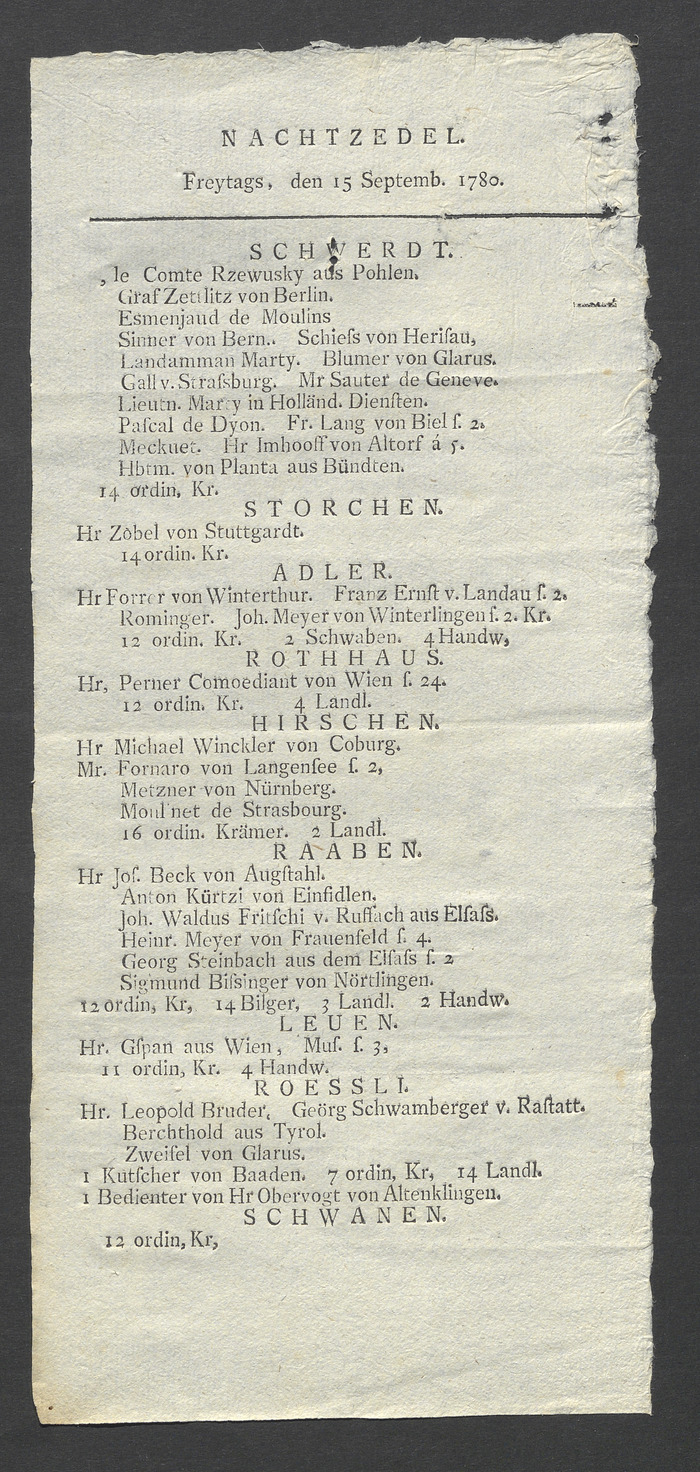 NACHTZEDEL.
Freytags, den 15 Septemb. 1780.
SCHWERDT.
, le Comte Rzewusky aus Pohlen.
Graf Zettlitz von Berlin.
Esmenjaud de Moulins
Sinner von Bern.. Schieſs von Heriſau,
Landamman Marty. Blumer von Glarus.
Gall v. Straſsburg. Mr Sauter de Geneve.
Lieutn. Marty in Holländ. Dienſten.
Paſcal de Dyon. Fr. Lang von Biel ſ. 2.
Meckuet. Hr Imhooff von Altorf á 5.
Hbtm. von Planta aus Bündten.
14 ordin, Kr.
STORCHEN.
Hr Zòbel von Stuttgardt.
14 ordin. Kr.
ADLER.
Hr Forrer von Winterthur. Franz Ernſt v. Landau ſ. 2.
Rominger. Joh. Meyer von Winterlingen ſ. 2. Kr.
12 ordin. Kr. 2 Schwaben. 4 Handw,
ROTHHAUS.
Hr, Perner Comoediant von Wien ſ. 24.
12 ordin. Kr. 4 Landl.
HIRSCHEN.
Hr Michael Winckler von Coburg.
Mr. Fornaro von Langenſee ſ. 2,
Metzner von Nürnberg.
Moulinet de Strasbourg.
16 ordin. Krämer. 2 Landl.
RAABEN.
Hr Joſ. Beck von Augſtahl.
Anton Kürtzi von Einſidlen.
Joh. Waldus Fritſchi v. Ruffach aus Elſaſs.
Heinr. Meyer von Frauenfeld ſ. 4.
Georg Steinbach aus dem Elſaſs ſ. 2
Sigmund Biſsinger von Nörtlingen.
12 ordin, Kr, 14 Bilger, 3 Landl. 2 Handw.
LEUEN.
Hr. Gſpan aus Wien, Muſ. ſ. 3,
11 ordin, Kr. 4 Handw.
ROESSLI.
Hr. Leopold Bruder. Geörg Schwamberger v. Raſtatt.
Berchthold aus Tyrol.
Zweifel von Glarus.
1 Kutſcher von Baaden. 7 ordin, Kr, 14 Landl.
1 Bedienter von Hr Obervogt von Altenklingen.
SCHWANEN.
12 ordin, Kr,